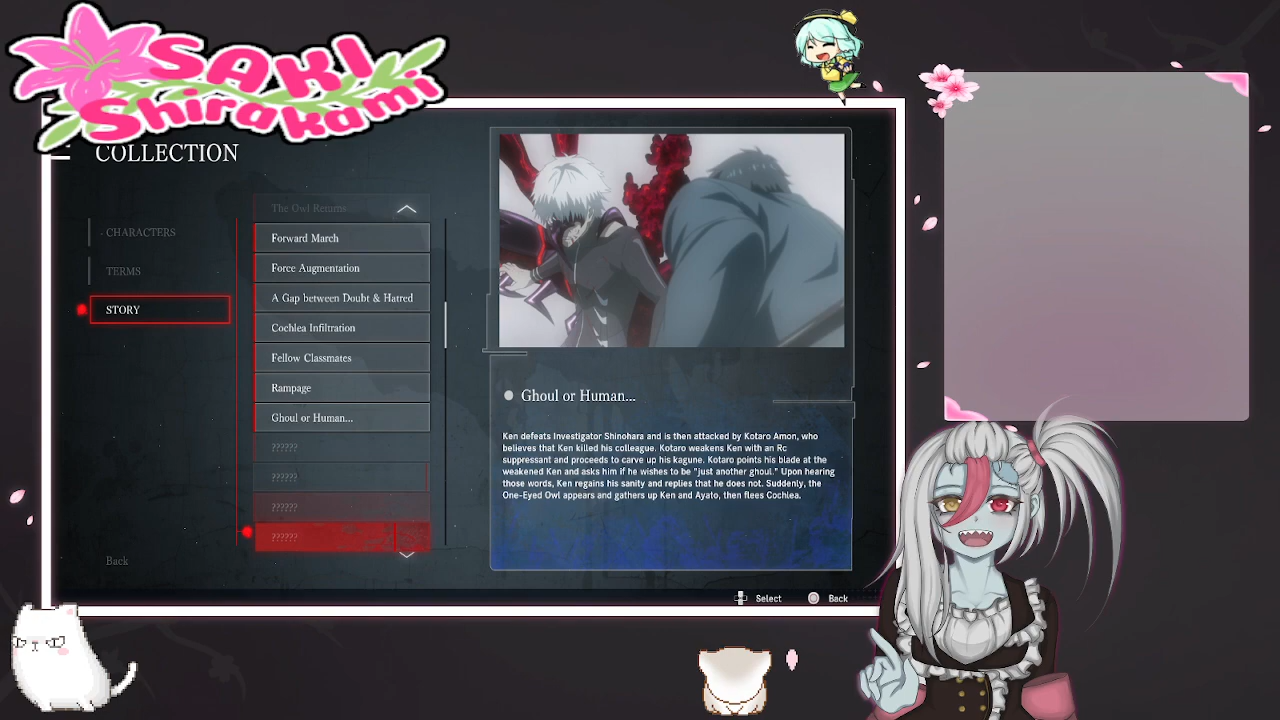 SAKI
Shirakami
COLLECTION
CHARACTERS
TERMS
STORY
Back
The Owl Returns
Forward March
Force Augmentation
A Gap between Doubt & Hatred
Cochlea Infiltration
Fellow Classmates
Rampage
Ghoul or Human...
??????
??????
??????
??????
Ghoul or Human...
Ken defeats Investigator Shinohara and is then attacked by Kotaro Amon, who
believes that Ken killed his colleague. Kotaro weakens Ken with an Rc
suppressant and proceeds to carve up his kagune. Kotaro points his blade at the
weakened Ken and asks him if he wishes to be "just another ghoul." Upon hearing
those words, Ken regains his sanity and replies that he does not. Suddenly, the
One-Eyed Owl appears and gathers up Ken and Ayato, then flees Cochlea.
Select
Back